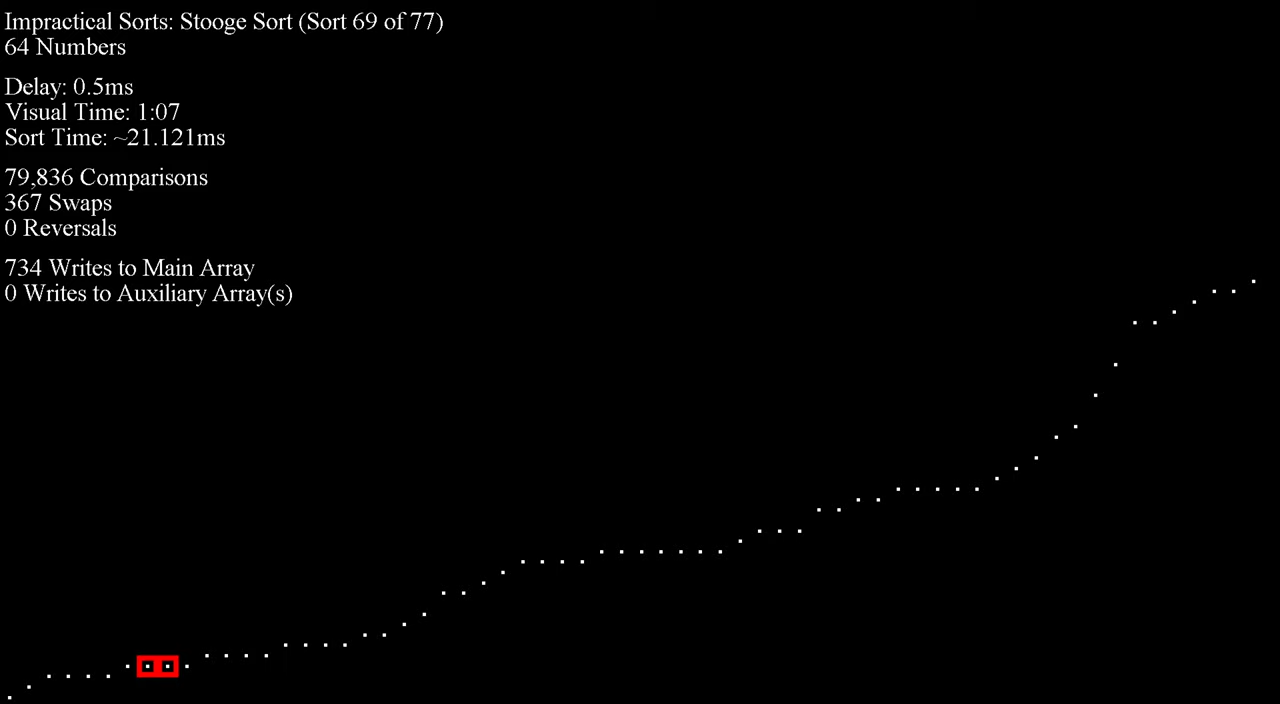 Impractical Sorts: Stooge Sort (Sort 69 of 77)
64 Numbers
Delay: 0.5ms
Visual Time: 1:07
Sort Time: ~21.121ms
79,836 Comparisons
367 Swaps
0 Reversals
734 Writes to Main Array
0 Writes to Auxiliary Array(s)